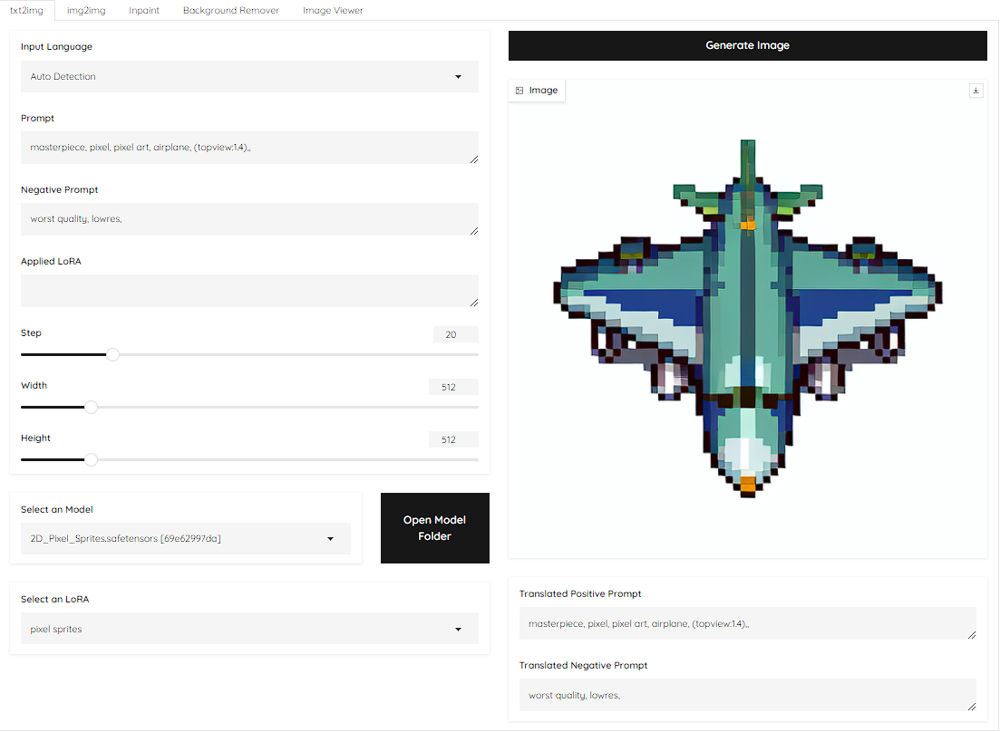 txt2img img2img Inpaint Background Remover Image Viewer
Input Language
Auto Detection
Prompt
masterpiece, pixel, pixel art, airplane, (topview:1.4),,
Negative Prompt
worst quality, lowres,
Applied LoRA
Step
20
Width
512
Height
512
Select an Model
2D_Pixel_Sprites.safetensors [69e62997da]
Open Model
Folder
Select an LoRA
pixel sprites
Generate Image
Image
Translated Positive Prompt
masterpiece, pixel, pixel art, airplane, (topview:1.4),,
Translated Negative Prompt
worst quality, lowres,